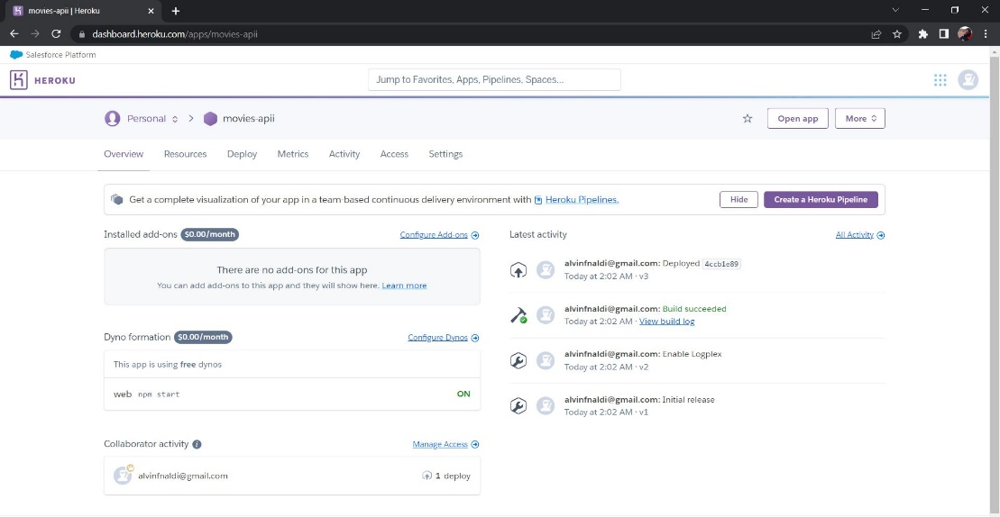 movies-apii | Heroku
dashboard.heroku.com/apps/movies-apii
Salesforce Platform
HEROKU
Jump to Favorites, Apps, Pipelines, Spaces...
Personal > movies-apii
Open app
More
Overview Resources Deploy Metrics Activity Access Settings
Get a complete visualization of your app in a team-based continuous delivery environment with Heroku Pipelines.
Hide
Create a Heroku Pipeline
Installed add-ons $0.00/month
Configure Add-ons
There are no add-ons for this app
You can add add-ons to this app and they will show here. Learn more
Dyno formation $0.00/month
Configure Dynos
This app is using free dynos
web npm start ON
Collaborator activity
Manage Access
alvinfnaldi@gmail.com 1 deploy
Latest activity
All Activity
alvinfnaldi@gmail.com: Deployed 4ccb1e89
Today at 2:02 AM · v3
alvinfnaldi@gmail.com: Build succeeded
Today at 2:02 AM · View build log
alvinfnaldi@gmail.com: Enable Logplex
Today at 2:02 AM · v2
alvinfnaldi@gmail.com: Initial release
Today at 2:02 AM · v1